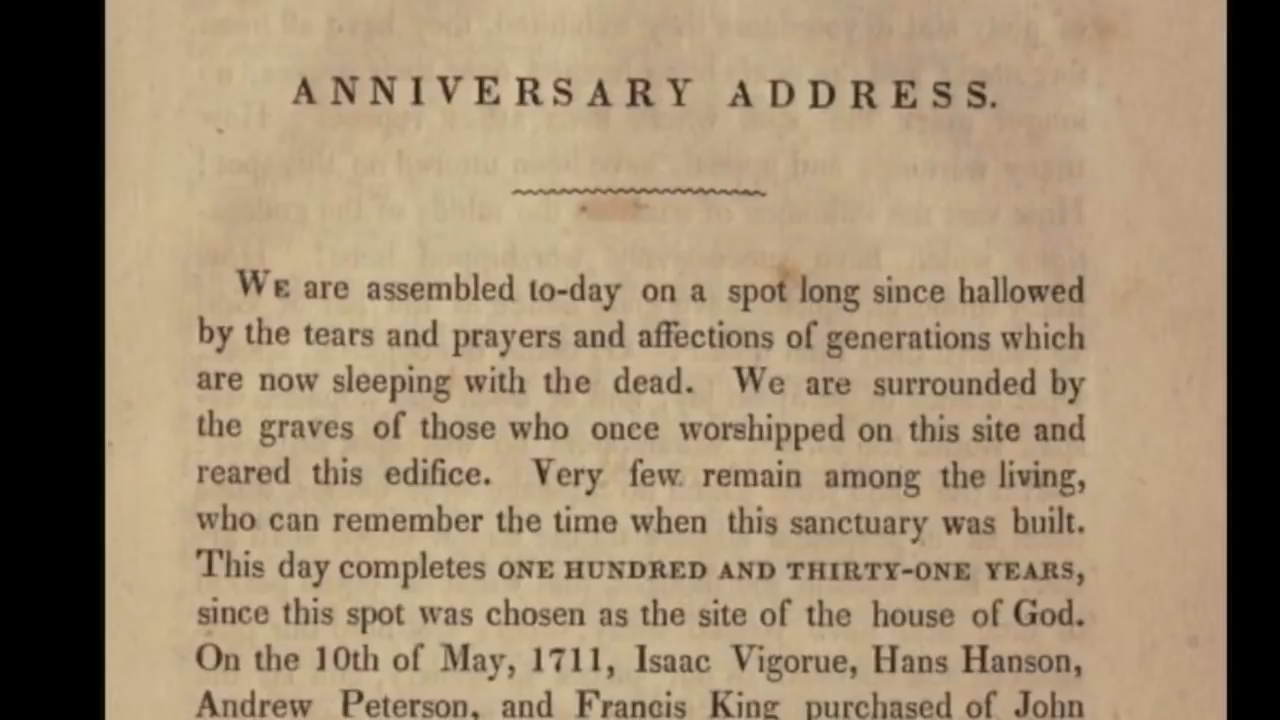 ANNIVERSARY ADDRESS.
WE are assembled to-day on a spot long since hallowed
by the tears and prayers and affections of generations which
are now sleeping with the dead. We are surrounded by
the graves of those who once worshipped on this site and
reared this edifice. Very few remain among the living,
who can remember the time when this sanctuary was built.
This day completes ONE HUNDRED AND THIRTY-ONE YEARS,
since this spot was chosen as the site of the house of God.
On the 10th of May, 1711, Isaac Vigorue, Hans Hanson,
Andrew Peterson, and Francis King purchased of John